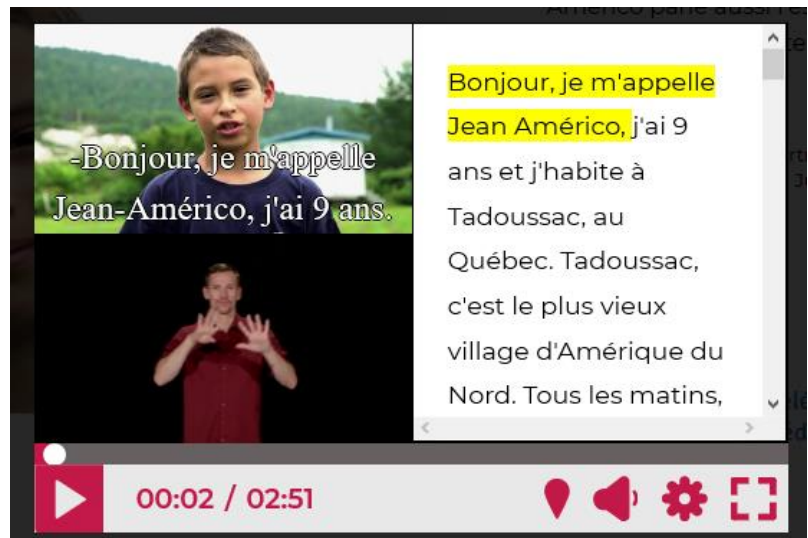 -Bonjour, je m'appelle
Jean-Américo, j'ai 9 ans.
Bonjour, je m'appelle
Jean Américo, j'ai 9
ans et j'habite à
Tadoussac, au
Québec. Tadoussac,
c'est le plus vieux
village d'Amérique du
Nord. Tous les matins,
00:02 / 02:51